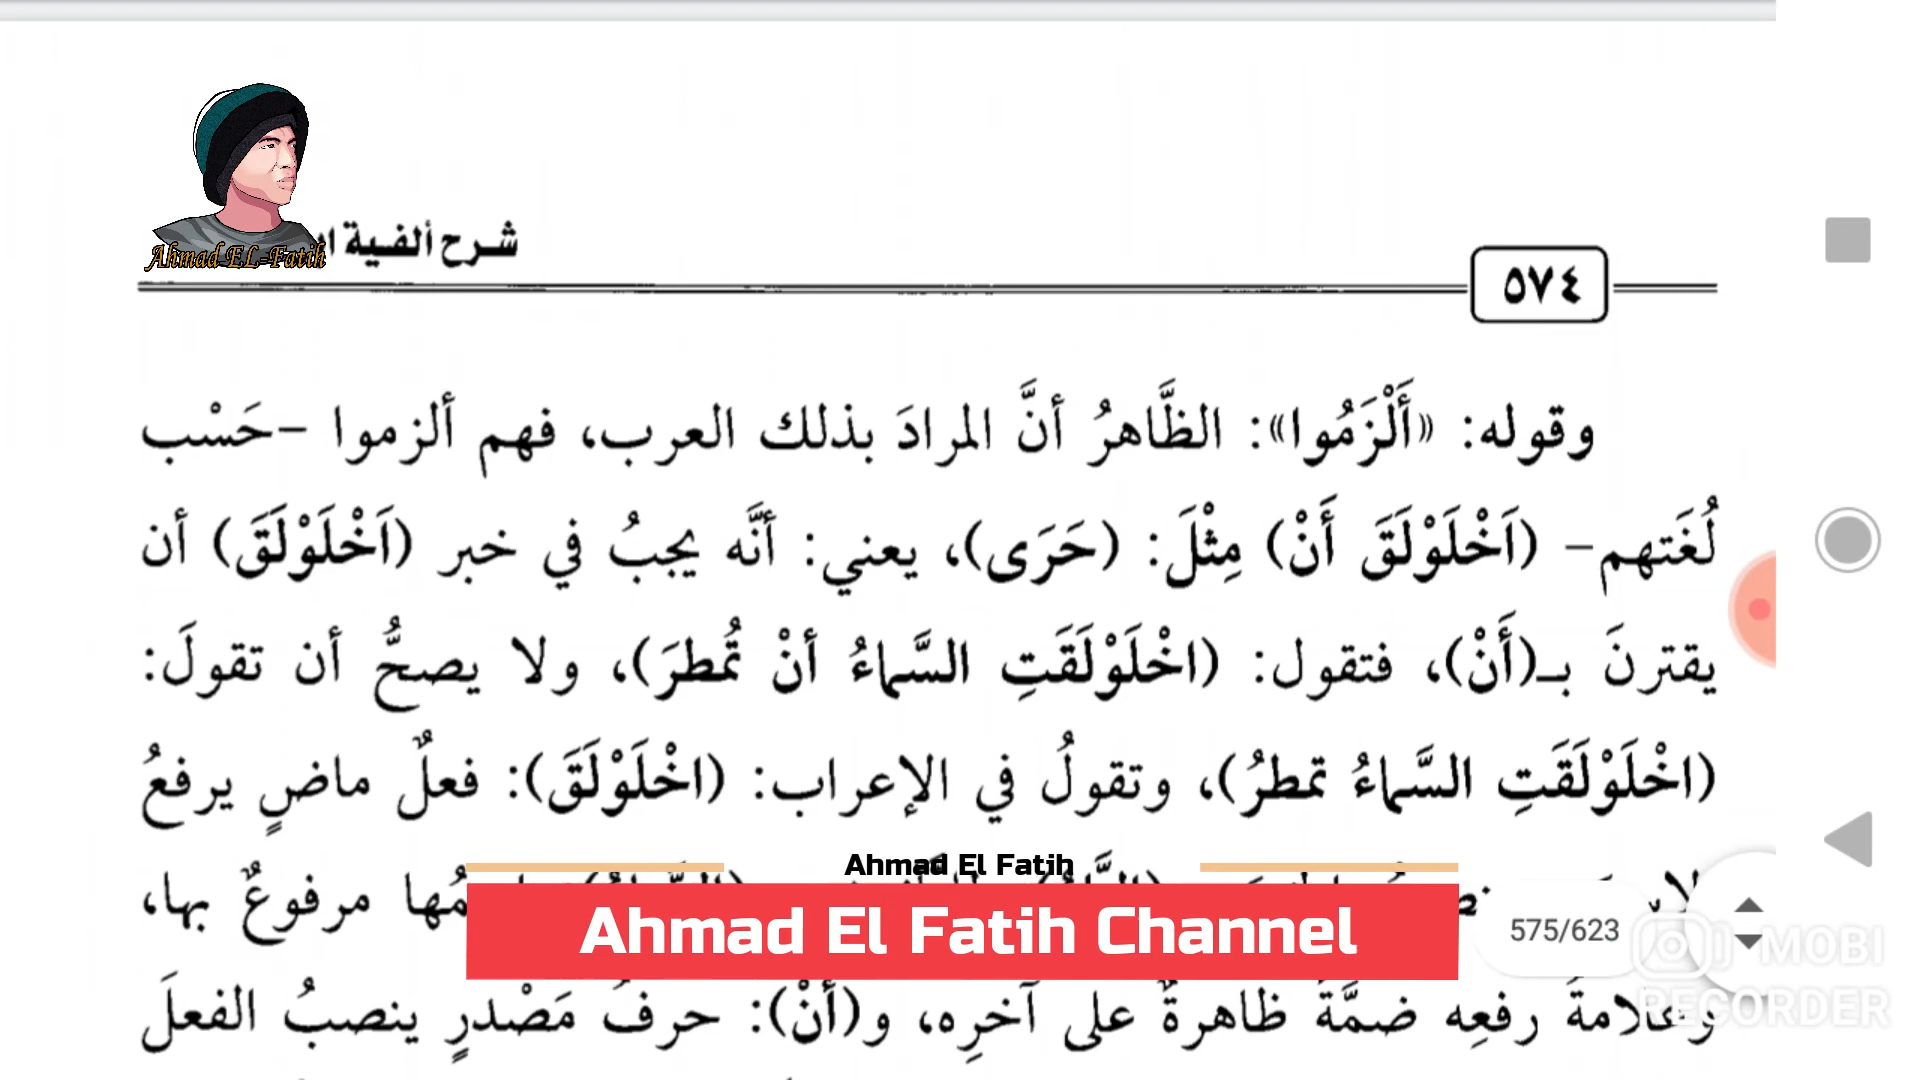 شرح ألفية
Ahmad EL-Fatih
٥٧٤
وقوله: «أَلْزَمُوا»: الظَّاهرُ أنَّ المرادَ بذلك العرب، فهم ألزموا –حَسْب
لُغَتهم– (اَخْلَوْلَقَ أَنْ) مِثْلَ: (حَرَى)، يعني: أنَّه يجبُ في خبر (اَخْلَوْلَقَ) أن
يقترنَ بـ(أَنْ)، فتقول: (اخْلَوْلَقَتِ السَّماءُ أنْ تُمطرَ)، ولا يصحُّ أن تقولَ:
(اخْلَوْلَقَتِ السَّماءُ تمطرُ)، وتقولُ في الإعراب: (اخْلَوْلَقَ): فعلٌ ماضٍ يرفعُ
مرفوعٌ بها،
Ahmad El Fatih
Ahmad El Fatih Channel
575/623
MOBI
RECORDER
وعلامةُ رفعِه ضمَّةٌ ظاهرةٌ على آخرِه، و(أنْ): حرفُ مَصْدرٍ ينصبُ الفعلَ